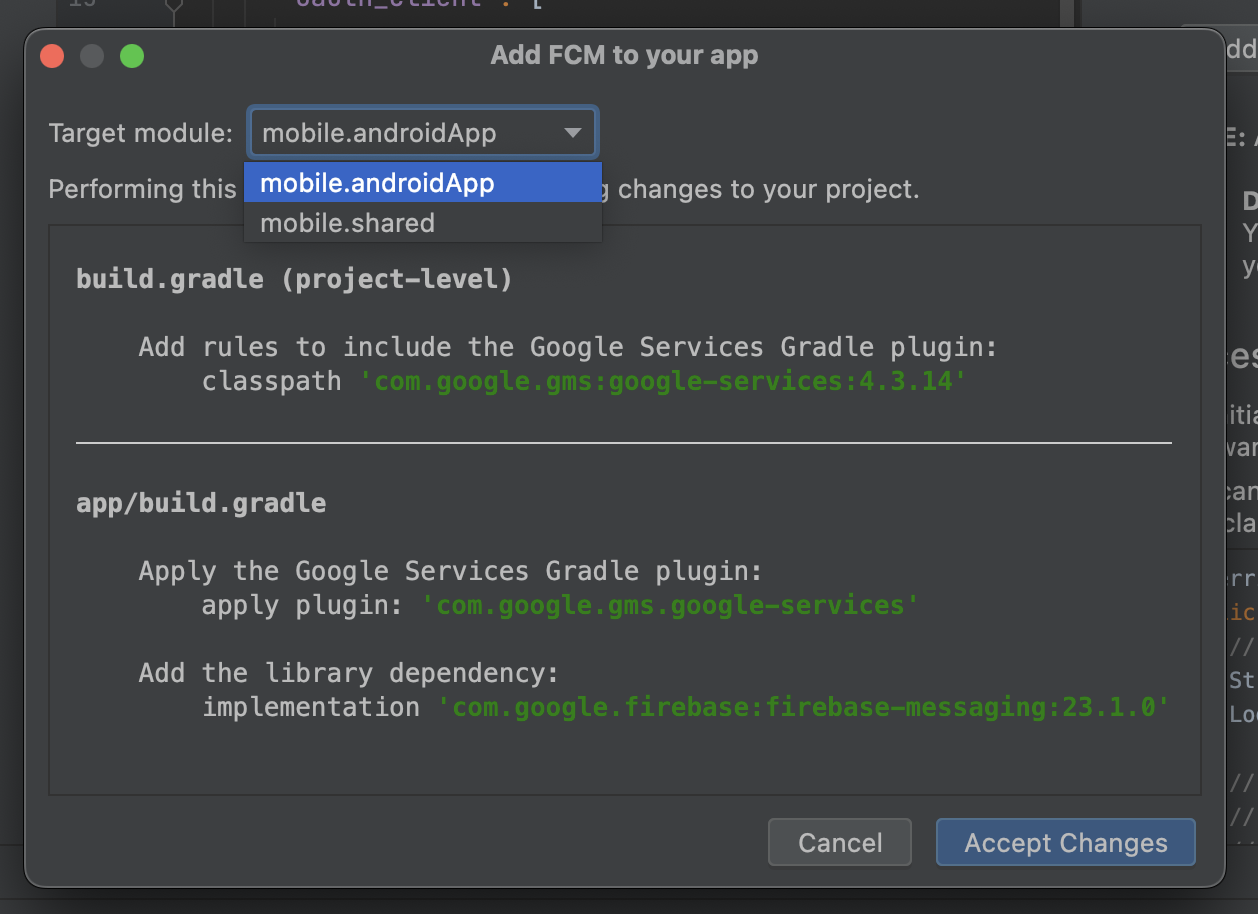 15 oauth_client : [
Add FCM to your app
Target module: mobile.androidApp
mobile.androidApp
mobile.shared
Performing this changes to your project.
build.gradle (project-level)
Add rules to include the Google Services Gradle plugin:
classpath 'com.google.gms:google-services:4.3.14'
app/build.gradle
Apply the Google Services Gradle plugin:
apply plugin: 'com.google.gms.google-services'
Add the library dependency:
implementation 'com.google.firebase:firebase-messaging:23.1.0'
Cancel
Accept Changes